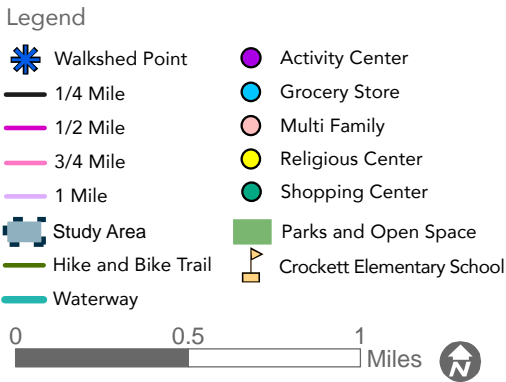 Legend
Walkshed Point
1/4 Mile
1/2 Mile
3/4 Mile
1 Mile
Study Area
Hike and Bike Trail
Waterway
Activity Center
Grocery Store
Multi Family
Religious Center
Shopping Center
Parks and Open Space
Crockett Elementary School
0 0.5 1
Miles
N